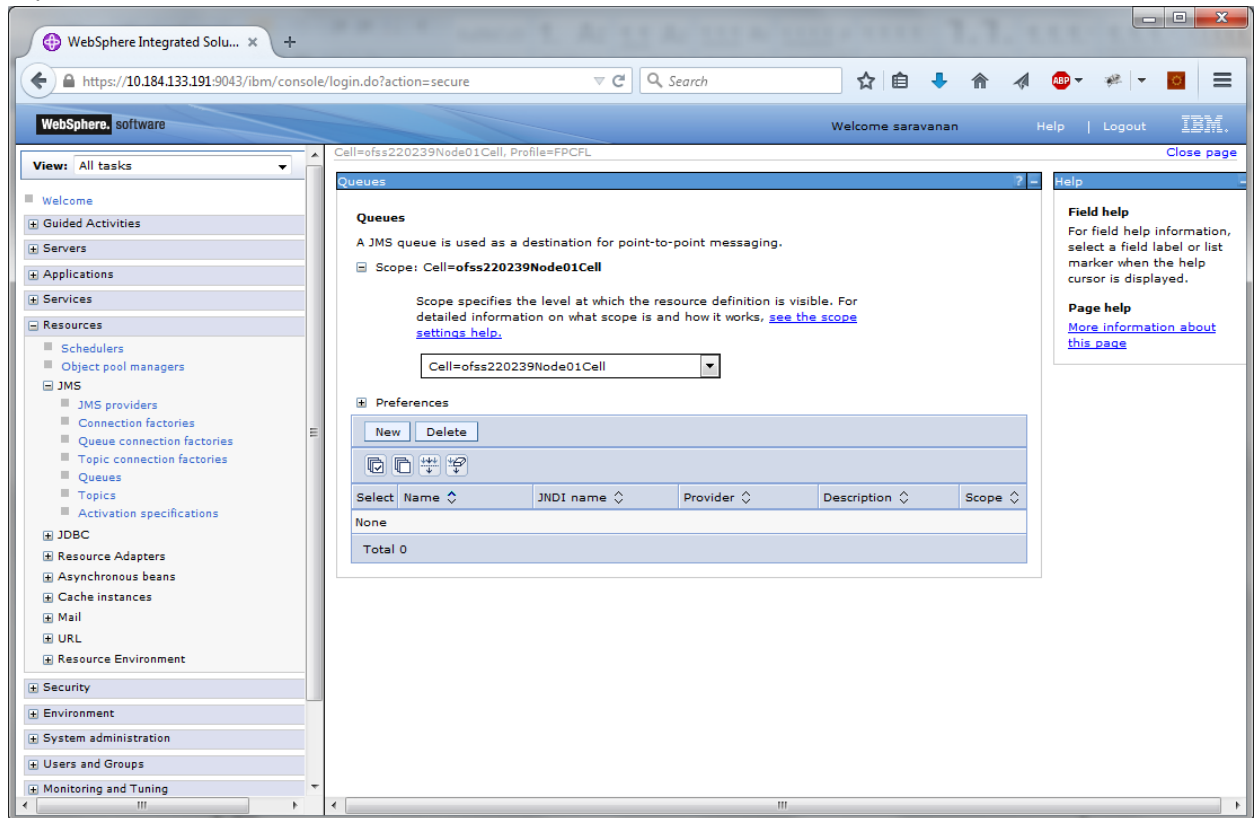 WebSphere Integrated Solu...
https://10.184.133.191:9043/ibm/console/login.do?action=secure
Search
ABP
WebSphere. software
Welcome saravanan
Help | Logout
IBM.
View: All tasks
Welcome
Guided Activities
Servers
Applications
Services
Resources
Schedulers
Object pool managers
JMS
JMS providers
Connection factories
Queue connection factories
Topic connection factories
Queues
Topics
Activation specifications
JDBC
Resource Adapters
Asynchronous beans
Cache instances
Mail
URL
Resource Environment
Security
Environment
System administration
Users and Groups
Monitoring and Tuning
Cell=ofss220239Node01Cell, Profile=FPCFL
Close page
Queues
Queues
A JMS queue is used as a destination for point-to-point messaging.
Scope: Cell=ofss220239Node01Cell
Scope specifies the level at which the resource definition is visible. For
detailed information on what scope is and how it works, see the scope
settings help.
Cell=ofss220239Node01Cell
Preferences
New Delete
Select Name JNDI name Provider Description Scope
None
Total 0
Help
Field help
For field help information,
select a field label or list
marker when the help
cursor is displayed.
Page help
More information about
this page